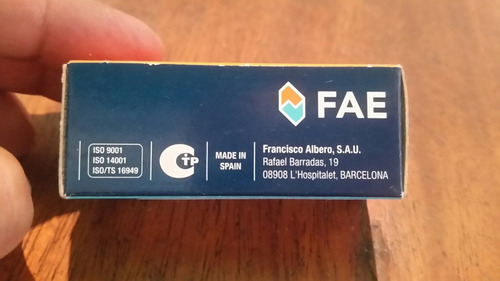 FAE
ISO 9001
ISO 14001
ISO/TS 16949
CTP
MADE IN
SPAIN
Francisco Albero, S.A.U.
Rafael Barradas, 19
08908 L'Hospitalet, BARCELONA